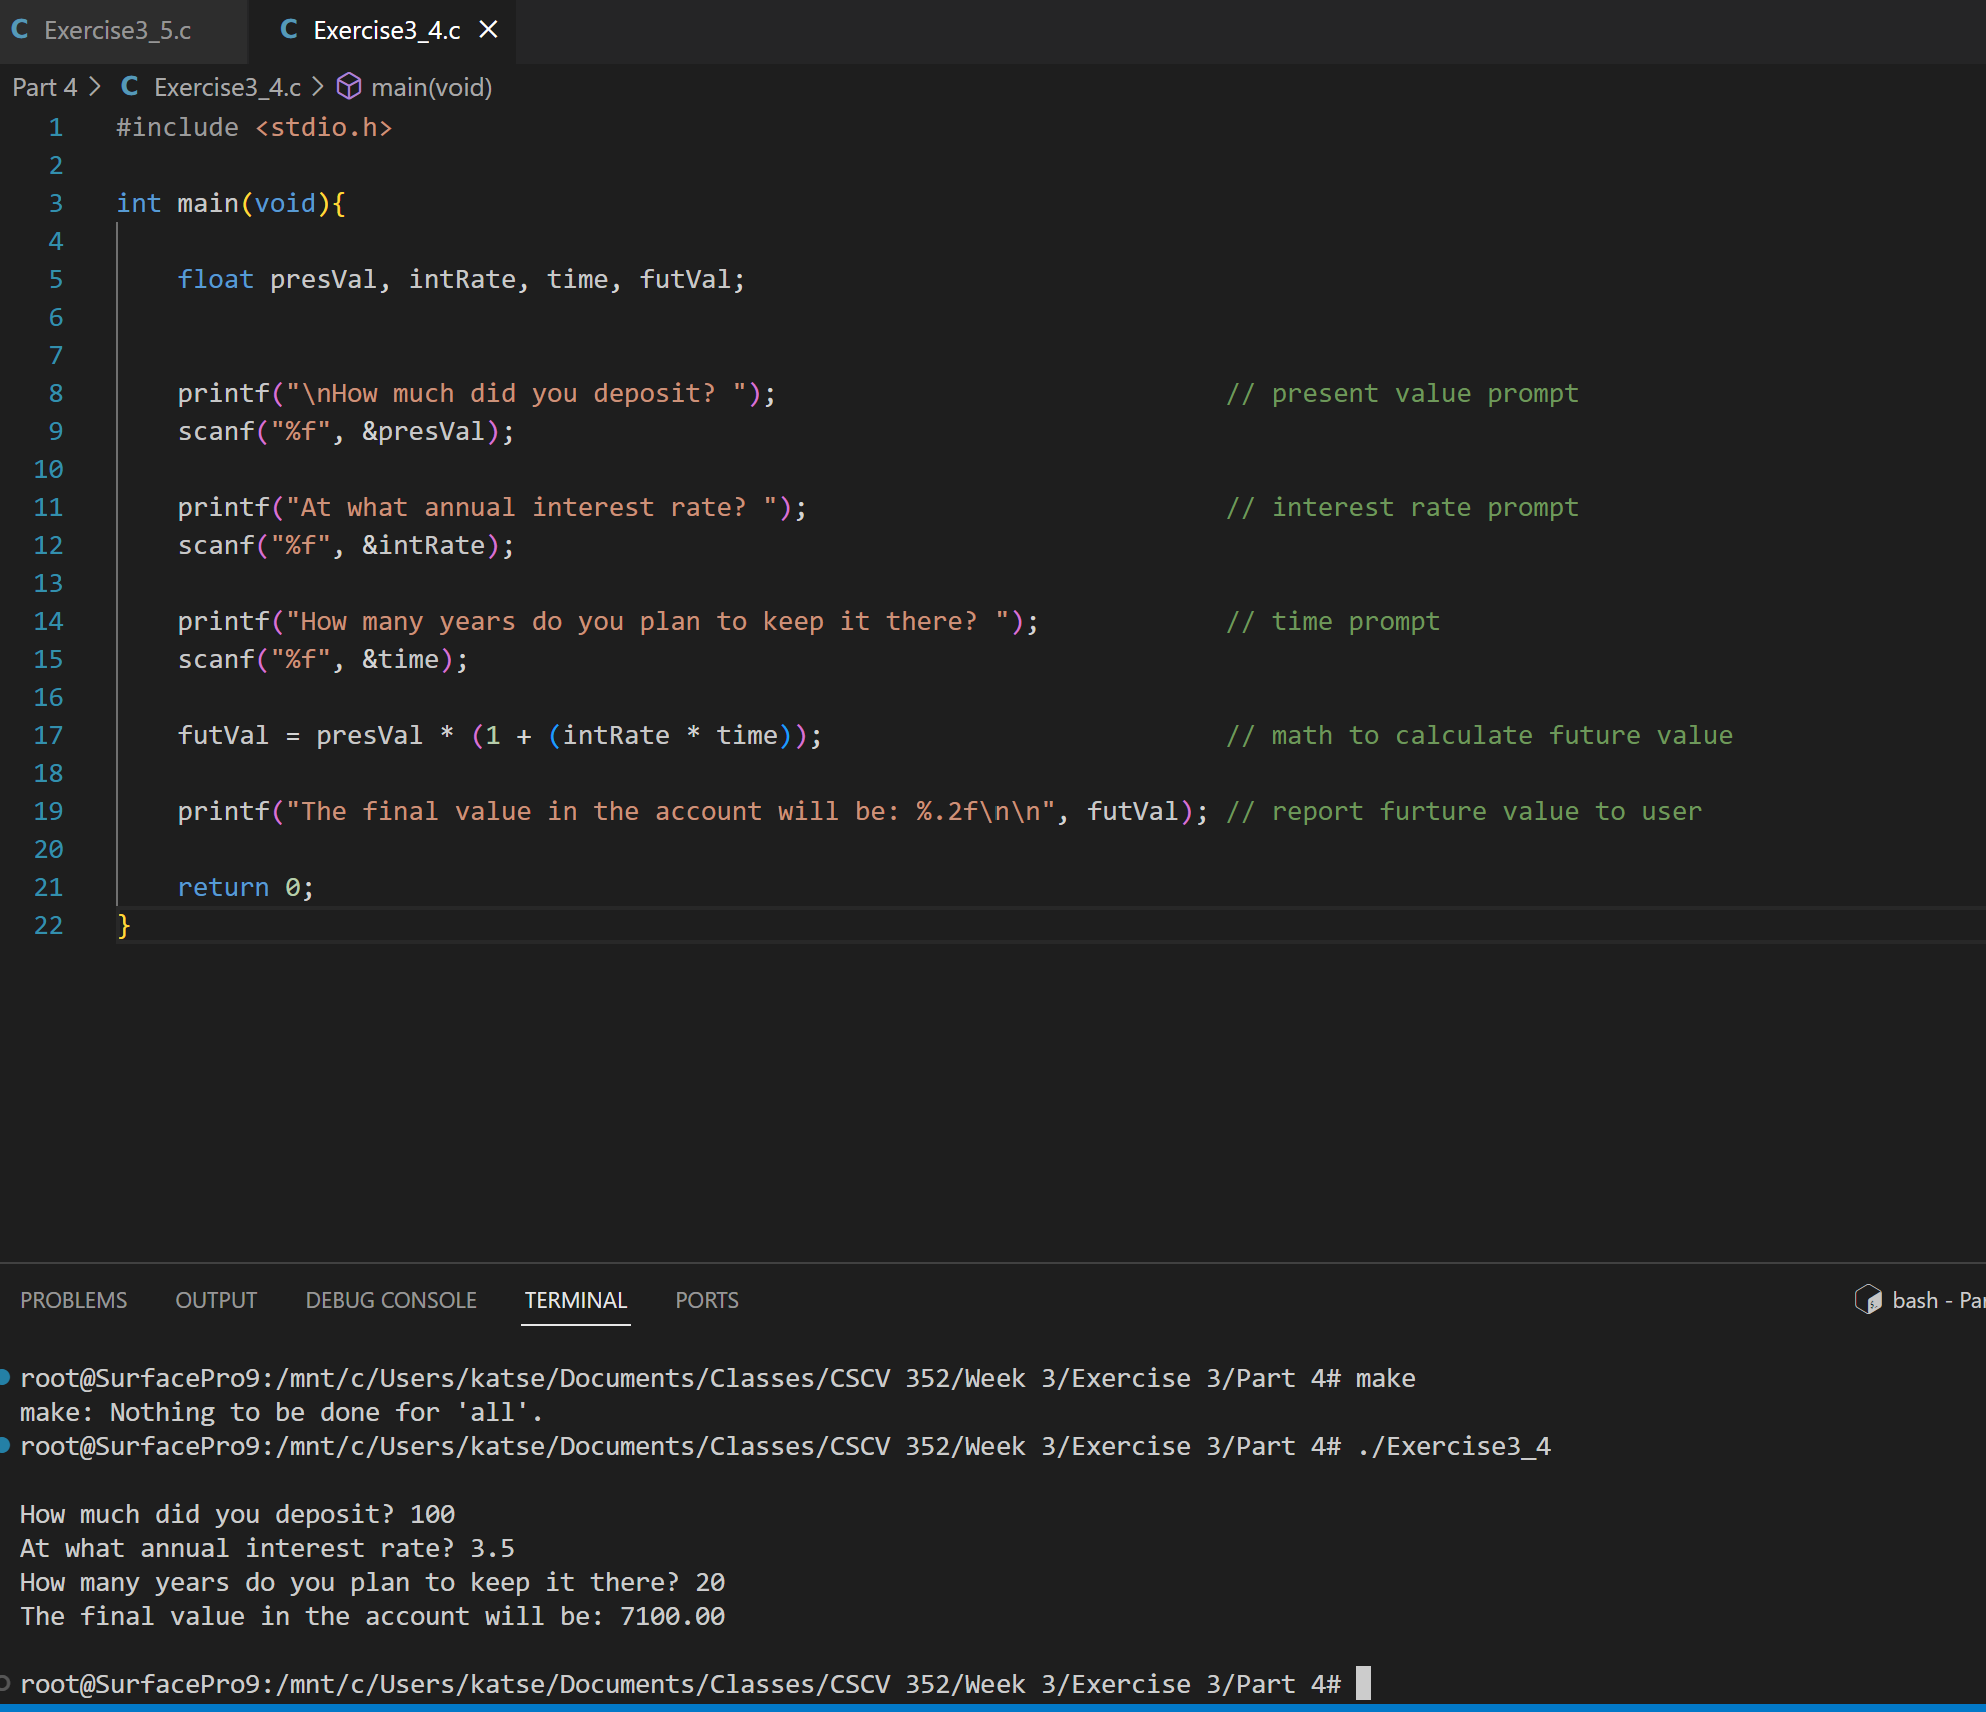 C Exercise3_5.c C Exercise3_4.c
Part 4 > C Exercise3_4.c > main(void)
1 #include <stdio.h>
2
3 int main(void){
4
5 float presVal, intRate, time, futVal;
6
7
8 printf("\nHow much did you deposit? "); // present value prompt
9 scanf("%f", &presVal);
10
11 printf("At what annual interest rate? "); // interest rate prompt
12 scanf("%f", &intRate);
13
14 printf("How many years do you plan to keep it there? "); // time prompt
15 scanf("%f", &time);
16
17 futVal = presVal * (1 + (intRate * time)); // math to calculate future value
18
19 printf("The final value in the account will be: %.2f\n\n", futVal); // report furture value to user
20
21 return 0;
22 }
PROBLEMS OUTPUT DEBUG CONSOLE TERMINAL PORTS bash - Par
root@SurfacePro9:/mnt/c/Users/katse/Documents/Classes/CSCV 352/Week 3/Exercise 3/Part 4# make
make: Nothing to be done for 'all'.
root@SurfacePro9:/mnt/c/Users/katse/Documents/Classes/CSCV 352/Week 3/Exercise 3/Part 4# ./Exercise3_4
How much did you deposit? 100
At what annual interest rate? 3.5
How many years do you plan to keep it there? 20
The final value in the account will be: 7100.00
root@SurfacePro9:/mnt/c/Users/katse/Documents/Classes/CSCV 352/Week 3/Exercise 3/Part 4#